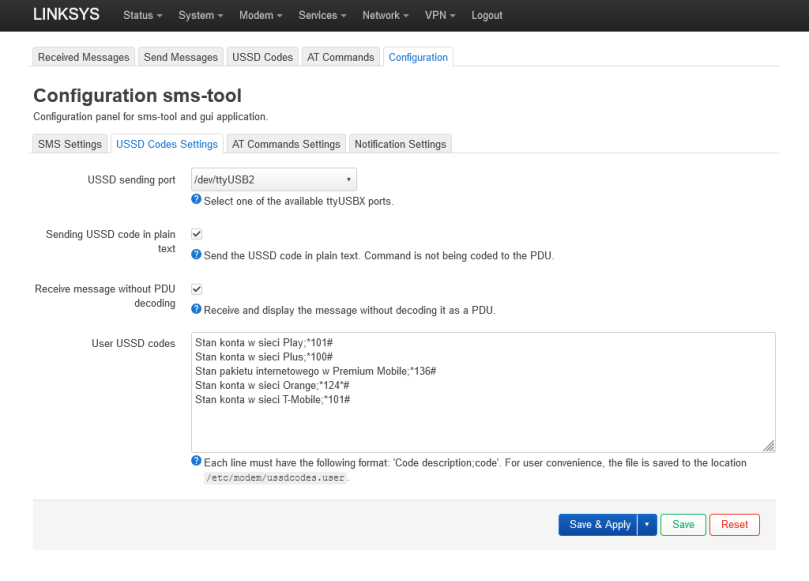 LINKSYS Status System Modem Services Network VPN Logout
Received Messages Send Messages USSD Codes AT Commands Configuration
Configuration sms-tool
Configuration panel for sms-tool and gui application.
SMS Settings USSD Codes Settings AT Commands Settings Notification Settings
USSD sending port /dev/ttyUSB2
? Select one of the available ttyUSBX ports.
Sending USSD code in plain
text
? Send the USSD code in plain text. Command is not being coded to the PDU.
Receive message without PDU
decoding
? Receive and display the message without decoding it as a PDU.
User USSD codes
Stan konta w sieci Play;*101#
Stan konta w sieci Plus;*100#
Stan pakietu internetowego w Premium Mobile;*136#
Stan konta w sieci Orange;*124*#
Stan konta w sieci T-Mobile;*101#
? Each line must have the following format: 'Code description;code'. For user convenience, the file is saved to the location
/etc/modem/ussdcodes.user .
Save & Apply Save Reset